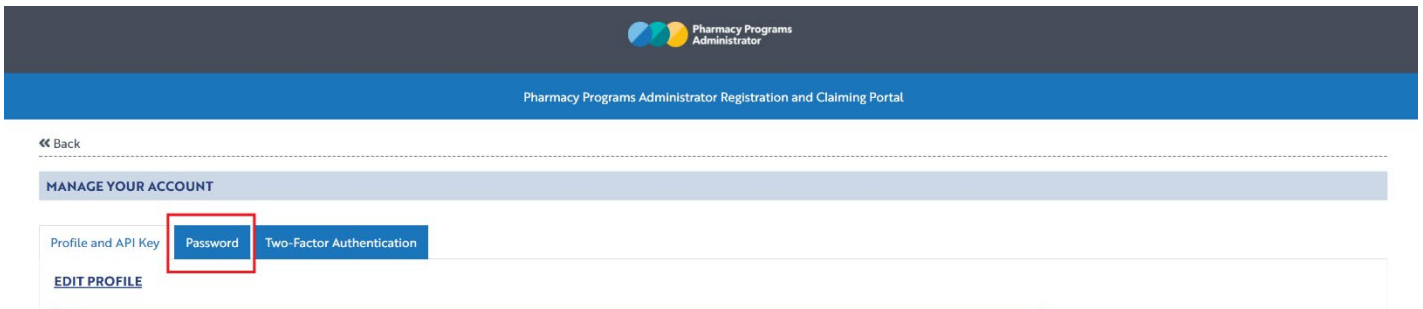 Pharmacy Programs
Administrator
Pharmacy Programs Administrator Registration and Claiming Portal
« Back
MANAGE YOUR ACCOUNT
Profile and API Key Password Two-Factor Authentication
EDIT PROFILE